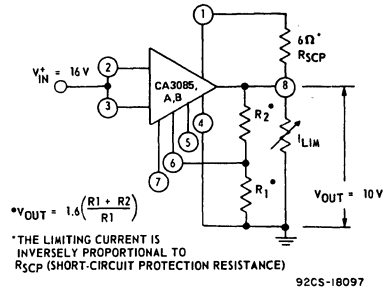 1
6Ω*
RSCP
V+IN = 16V
2
CA3085,
A,B
8
3
R2•
4
ILIM
5
6
7
R1•
VOUT = 10V
•VOUT = 1.6(R1 + R2 / R1)
*THE LIMITING CURRENT IS
INVERSELY PROPORTIONAL TO
RSCP (SHORT-CIRCUIT PROTECTION RESISTANCE)
92CS-18097